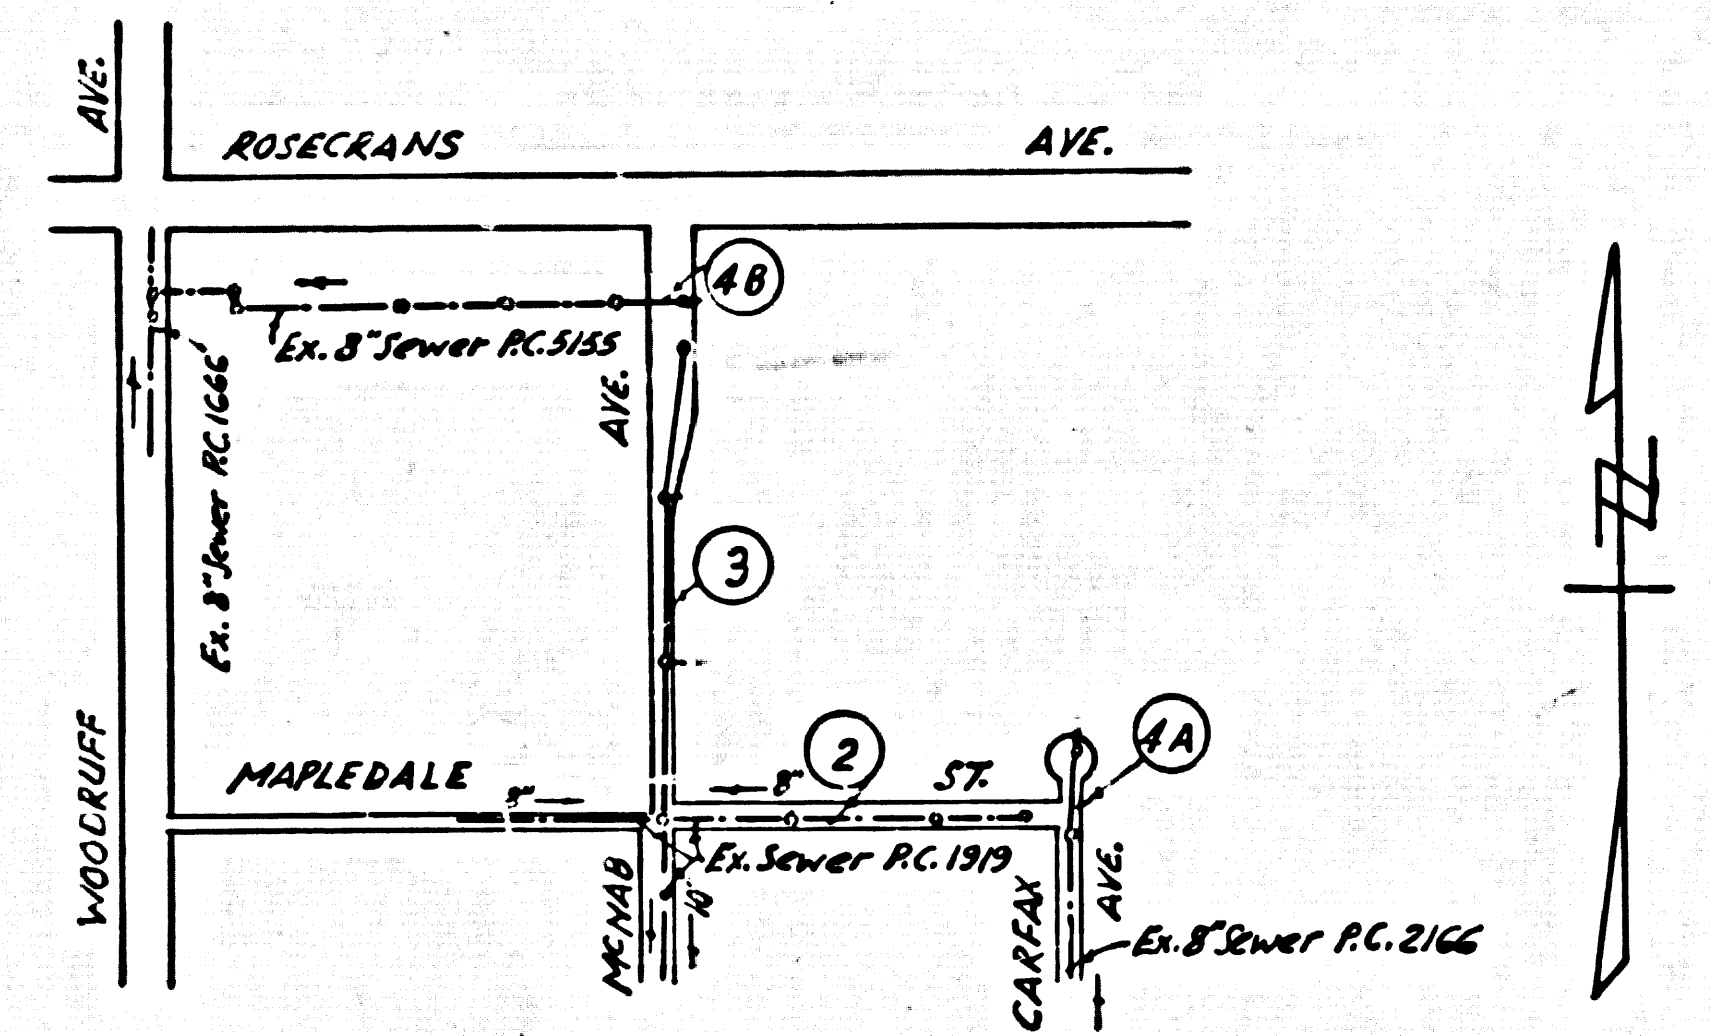 AVE.
ROSECRANS AVE.
4B
Ex. 8" Sewer P.C. 5155
AVE.
Ex. 8" Sewer P.C. 1666
N
3
4A
2
WOODRUFF
MAPLEDALE ST.
8"
8"
Ex. Sewer P.C. 1919
MCNAB
10"
CARFAX
AVE.
Ex. 8" Sewer P.C. 2166